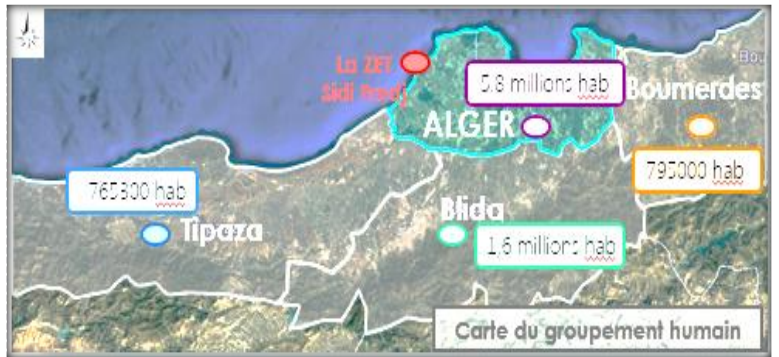 La ZET
Sidi fredj
5.8 millions hab
Boumerdes
ALGER
795000 hab
765300 hab
Blida
Tipaza
1,6 millions hab
Carte du groupement humain